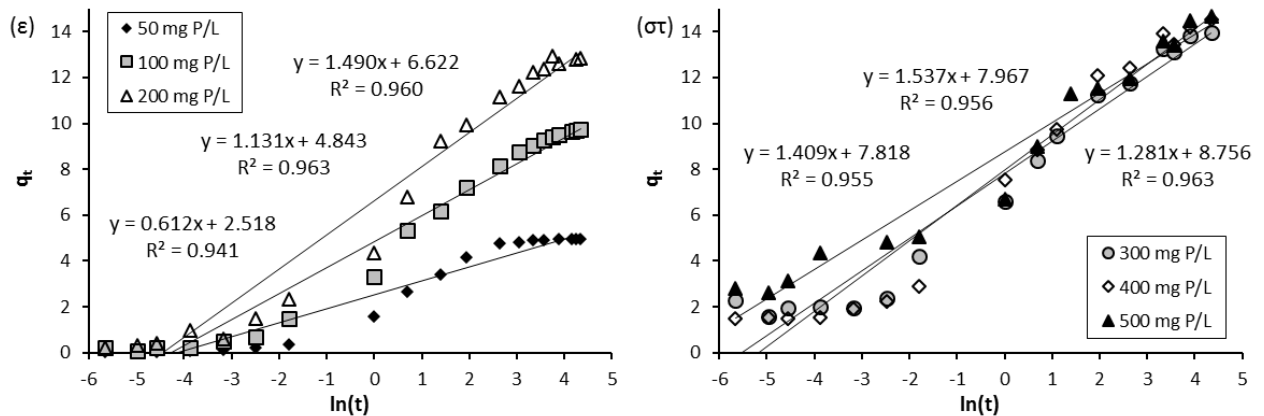 (ε)
14
12
10
8
6
4
2
0
qt
50 mg P/L
100 mg P/L
200 mg P/L
y = 1.490x + 6.622
R² = 0.960
y = 1.131x + 4.843
R² = 0.963
y = 0.612x + 2.518
R² = 0.941
-6 -5 -4 -3 -2 -1 0 1 2 3 4 5
ln(t)
(στ)
14
12
10
8
6
4
2
0
qt
y = 1.537x + 7.967
R² = 0.956
y = 1.409x + 7.818
R² = 0.955
y = 1.281x + 8.756
R² = 0.963
300 mg P/L
400 mg P/L
500 mg P/L
-6 -5 -4 -3 -2 -1 0 1 2 3 4 5
ln(t)